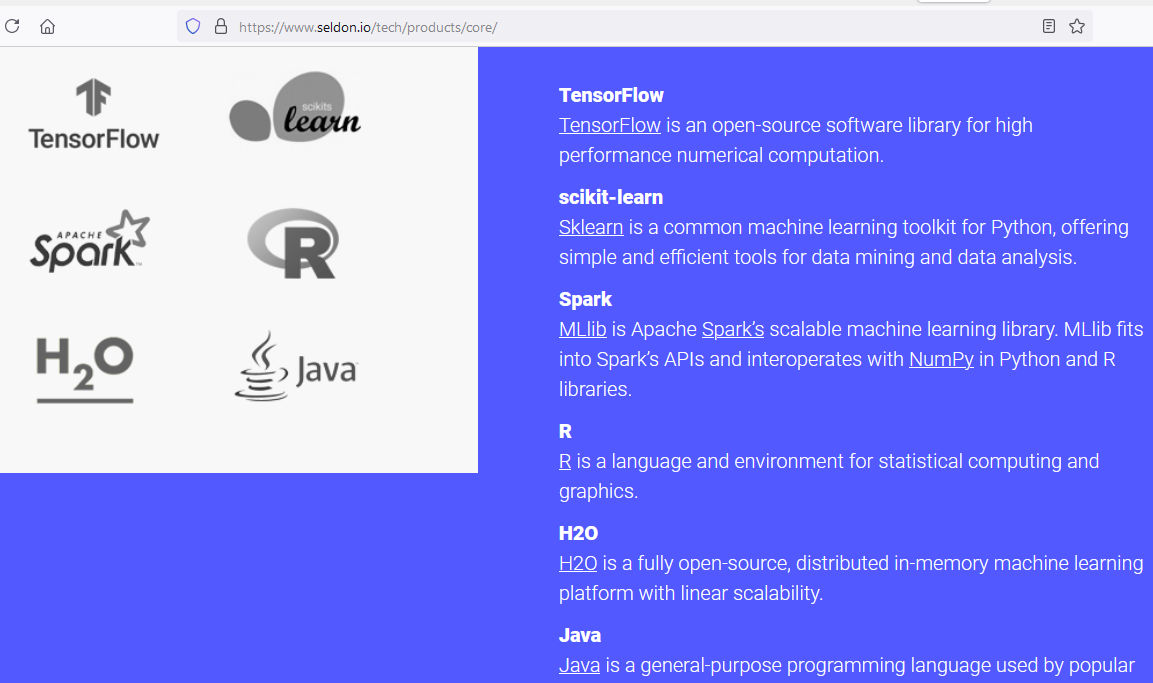 https://www.seldon.io/tech/products/core/
TensorFlow
scikits
learn
APACHE
Spark™
R
H2O
Java™
TensorFlow
TensorFlow is an open-source software library for high
performance numerical computation.
scikit-learn
Sklearn is a common machine learning toolkit for Python, offering
simple and efficient tools for data mining and data analysis.
Spark
MLlib is Apache Spark’s scalable machine learning library. MLlib fits
into Spark’s APIs and interoperates with NumPy in Python and R
libraries.
R
R is a language and environment for statistical computing and
graphics.
H2O
H2O is a fully open-source, distributed in-memory machine learning
platform with linear scalability.
Java
Java is a general-purpose programming language used by popular